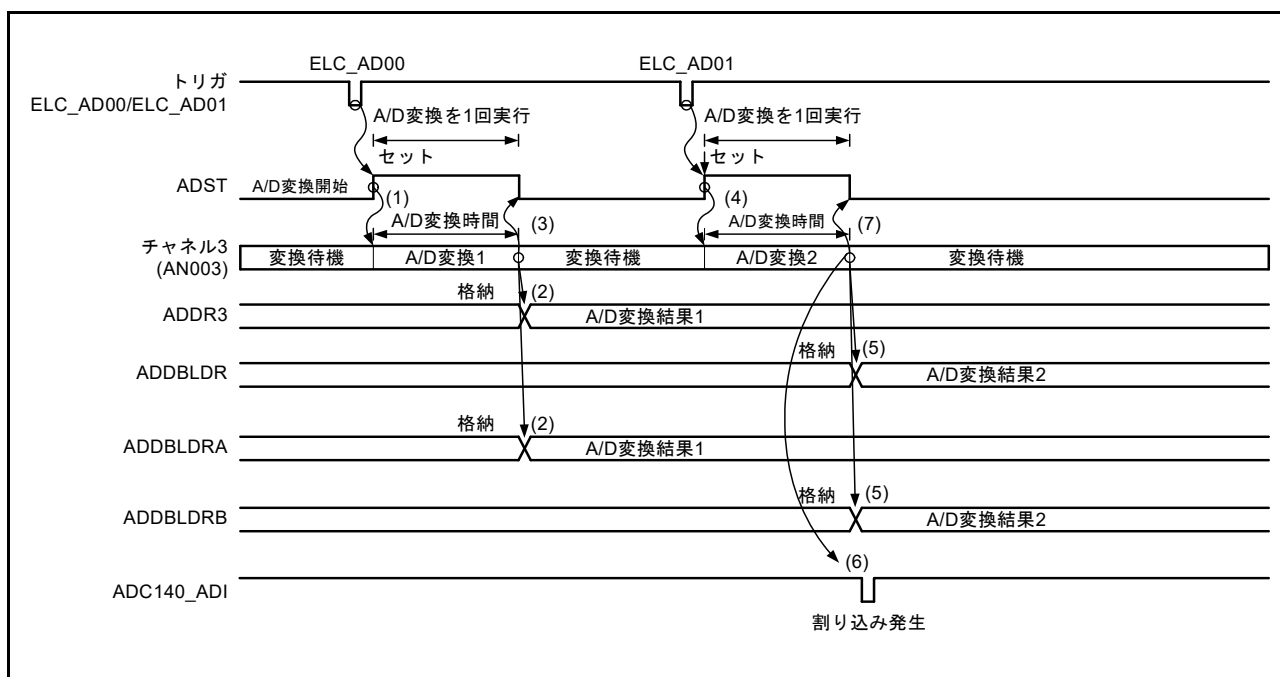 ELC_AD00 ELC_AD01
トリガ
ELC_AD00/ELC_AD01
A/D変換を1回実行 A/D変換を1回実行
セット セット
ADST A/D変換開始 (1) (4)
A/D変換時間 (3) A/D変換時間 (7)
チャネル3
(AN003)
変換待機 A/D変換1 変換待機 A/D変換2 変換待機
格納 (2)
ADDR3 A/D変換結果1
格納 (5)
ADDBLDR A/D変換結果2
格納 (2)
ADDBLDRA A/D変換結果1
格納 (5)
ADDBLDRB A/D変換結果2
(6)
ADC140_ADI
割り込み発生